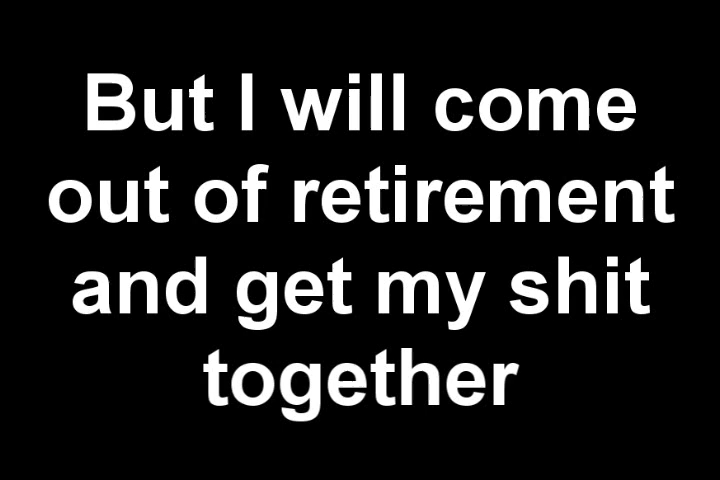 But I will come
out of retirement
and get my shit
together